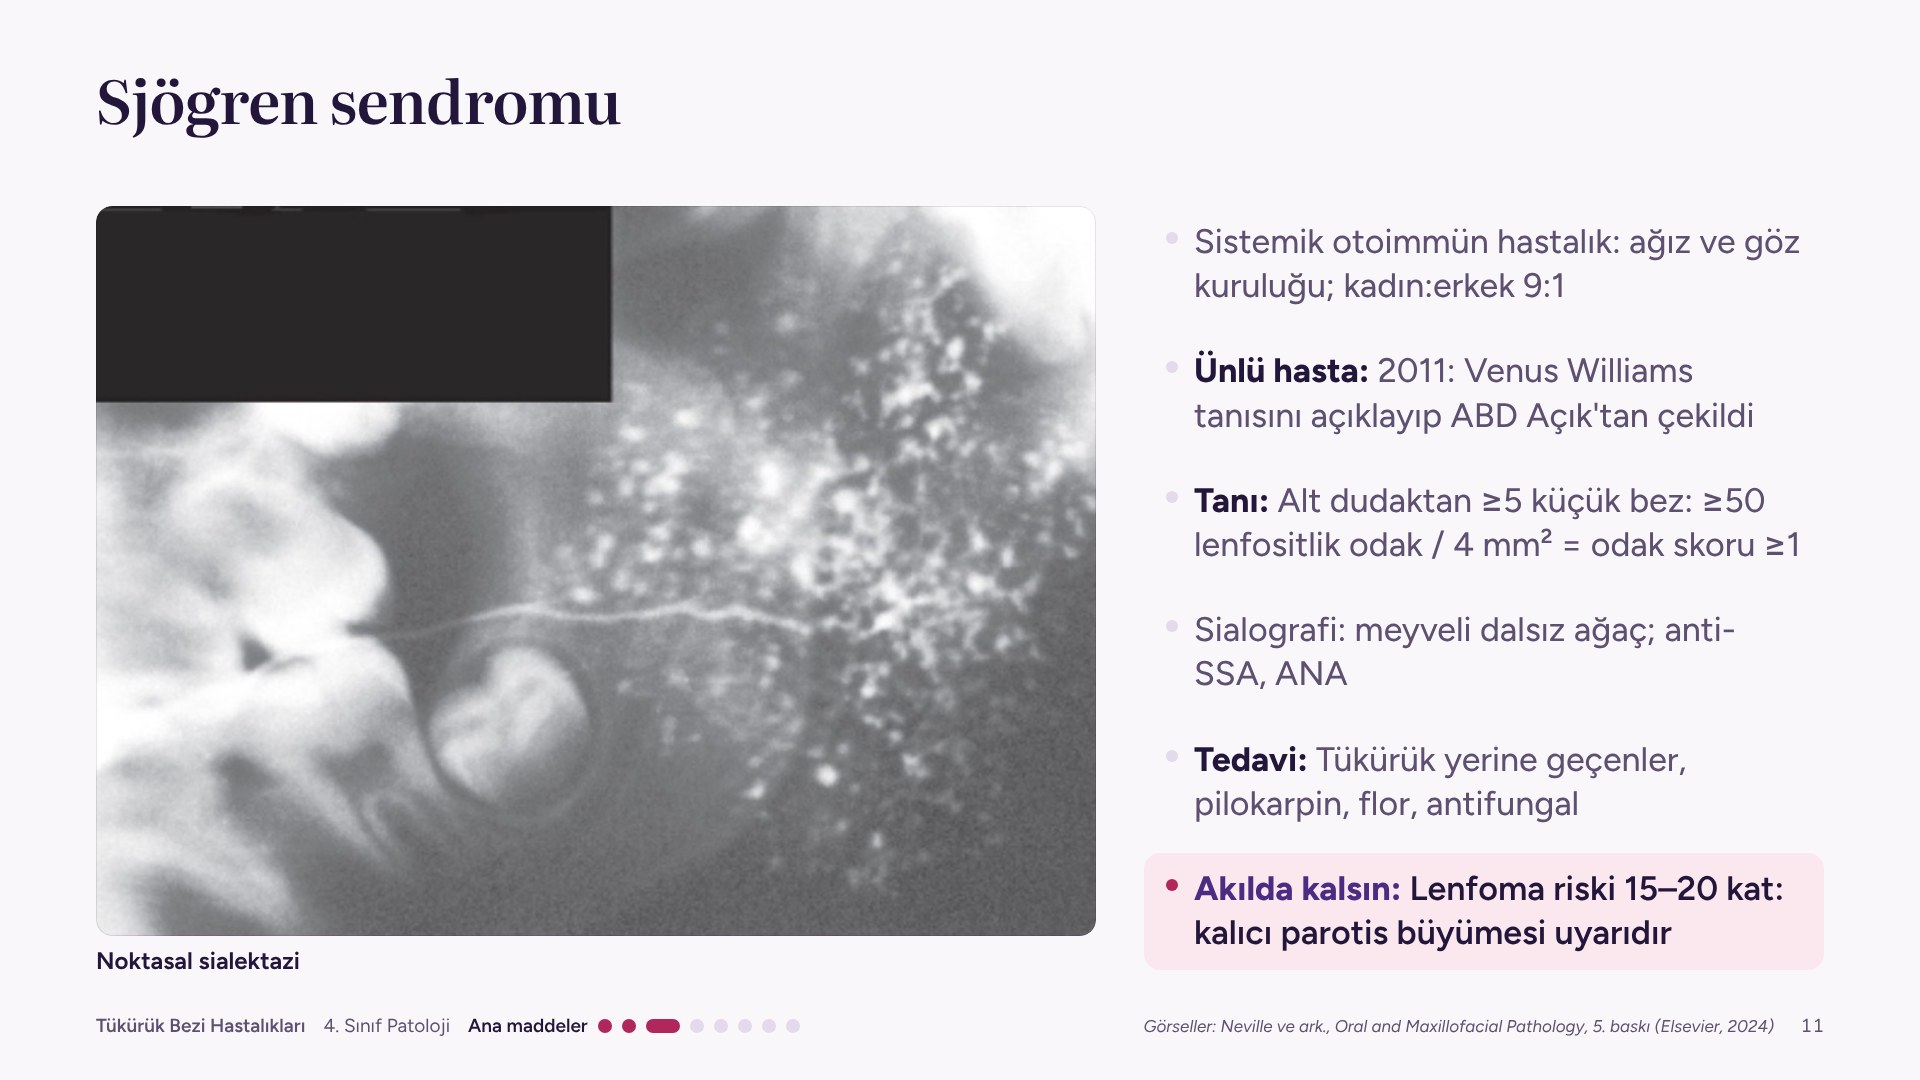 Sjögren sendromu
Sistemik otoimmün hastalık: ağız ve göz
kuruluğu; kadın:erkek 9:1
Ünlü hasta: 2011: Venus Williams
tanısını açıklayıp ABD Açık'tan çekildi
Tanı: Alt dudaktan ≥5 küçük bez: ≥50
lenfositlik odak / 4 mm² = odak skoru ≥1
Sialografi: meyveli dalsız ağaç; anti-
SSA, ANA
Tedavi: Tükürük yerine geçenler,
pilokarpin, flor, antifungal
Akılda kalsın: Lenfoma riski 15–20 kat:
kalıcı parotis büyümesi uyarıdır
Noktasal sialektazi
Tükürük Bezi Hastalıkları 4. Sınıf Patoloji Ana maddeler
Görseller: Neville ve ark., Oral and Maxillofacial Pathology, 5. baskı (Elsevier, 2024) 11